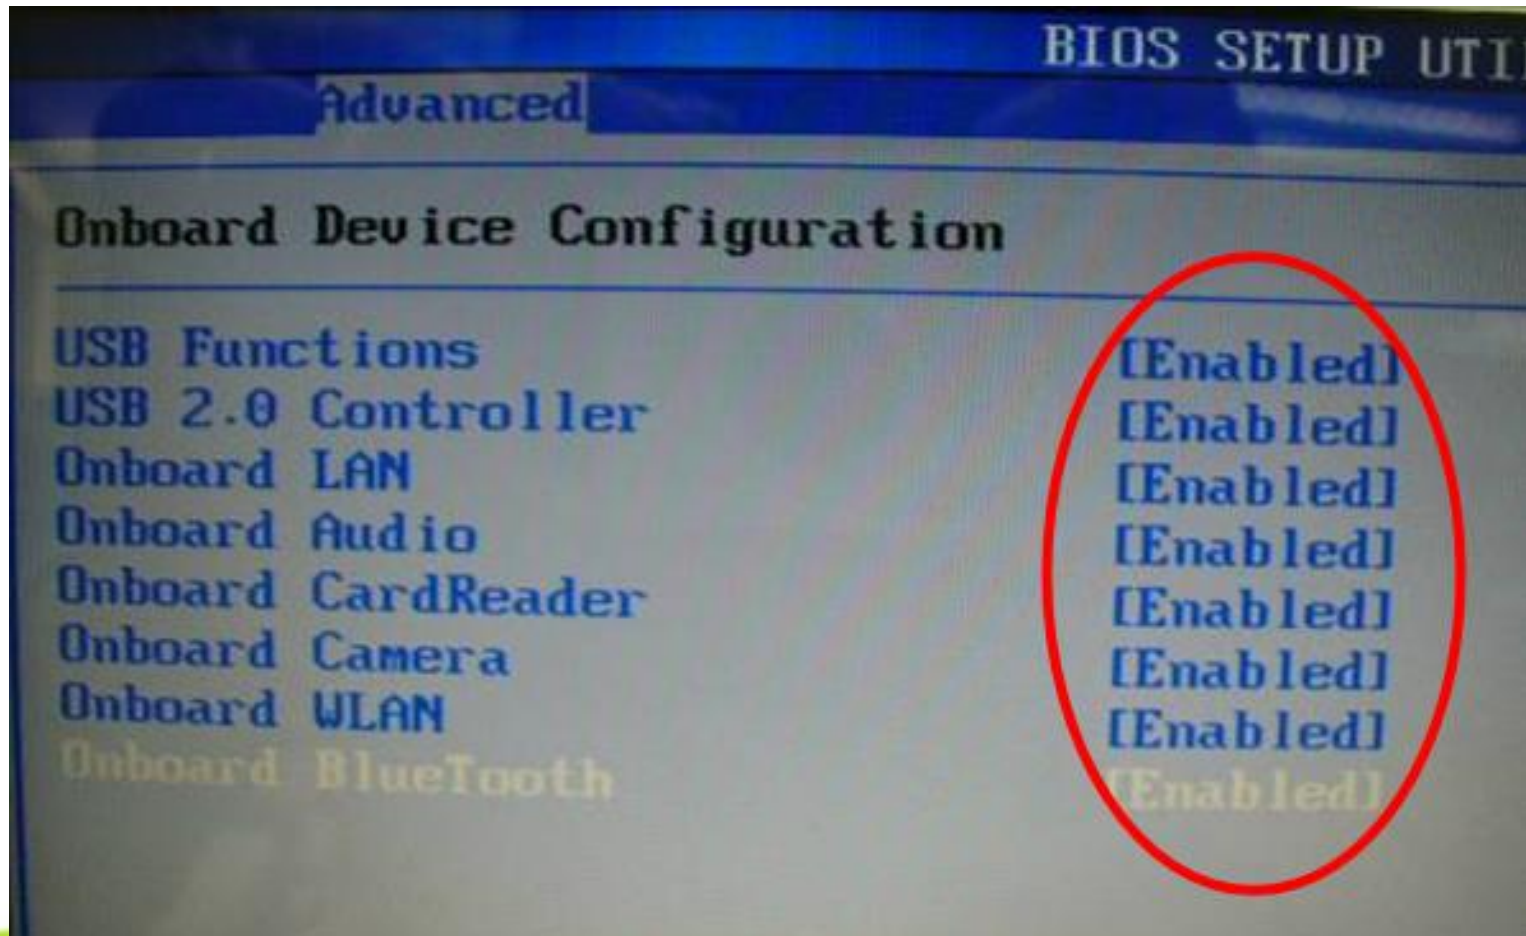 BIOS SETUP
Advanced
Onboard Device Configuration
USB Functions [Enabled]
USB 2.0 Controller [Enabled]
Onboard LAN [Enabled]
Onboard Audio [Enabled]
Onboard CardReader [Enabled]
Onboard Camera [Enabled]
Onboard WLAN [Enabled]
Onboard BlueTooth [Enabled]